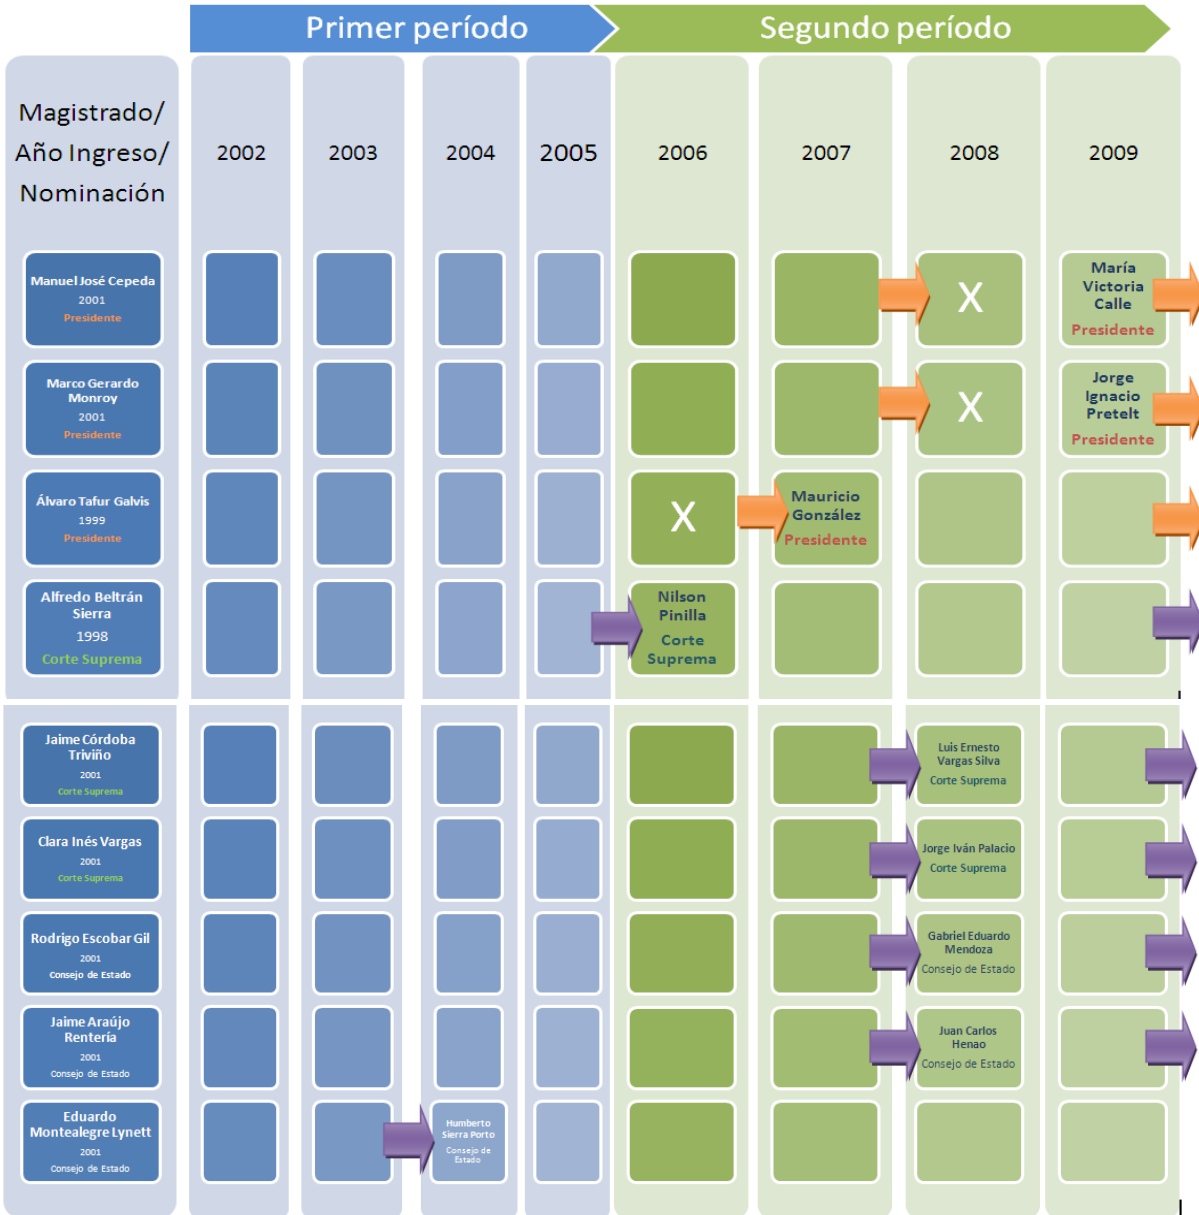 Primer período
Segundo período
Magistrado/
Año Ingreso/
Nominación
2002
2003
2004
2005
2006
2007
2008
2009
Manuel José Cepeda
2001
Presidente
X
María
Victoria
Calle
Presidente
Marco Gerardo
Monroy
2001
Presidente
X
Jorge
Ignacio
Pretelt
Presidente
Álvaro Tafur Galvis
1999
Presidente
X
Mauricio
González
Presidente
Alfredo Beltrán
Sierra
1998
Corte Suprema
Nilson
Pinilla
Corte
Suprema
Jaime Córdoba
Triviño
2001
Corte Suprema
Luis Ernesto
Vargas Silva
Corte Suprema
Clara Inés Vargas
2001
Corte Suprema
Jorge Iván Palacio
Corte Suprema
Rodrigo Escobar Gil
2001
Consejo de Estado
Gabriel Eduardo
Mendoza
Consejo de Estado
Jaime Araújo
Rentería
2001
Consejo de Estado
Juan Carlos
Henao
Consejo de Estado
Eduardo
Montealegre Lynett
2001
Consejo de Estado
Humberto
Sierra Porto
Consejo de
Estado